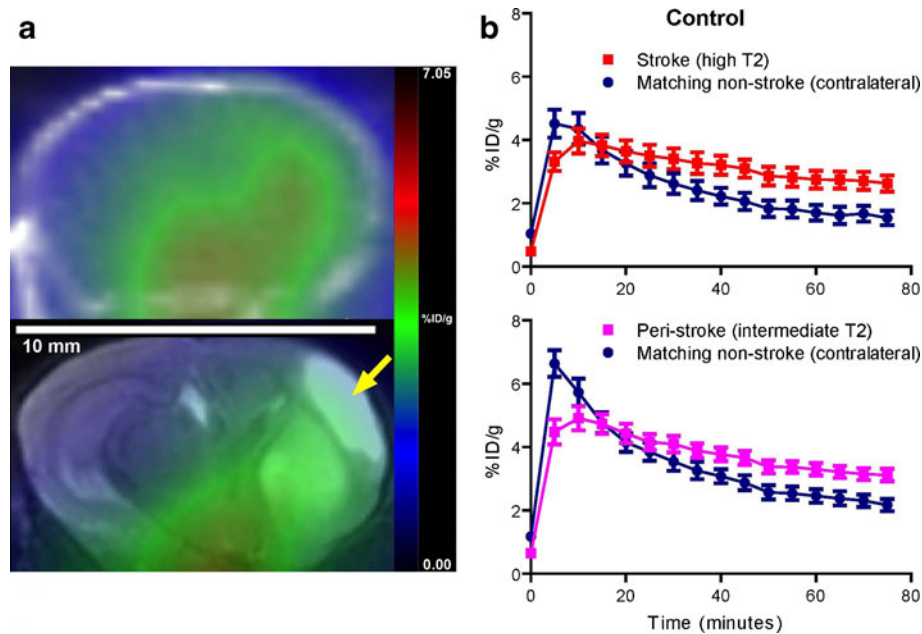 a
7.05
%ID/g
10 mm
0.00
b
Control
Stroke (high T2)
Matching non-stroke (contralateral)
%ID/g
8
6
4
2
0
0 20 40 60 80
Peri-stroke (intermediate T2)
Matching non-stroke (contralateral)
%ID/g
8
6
4
2
0
0 20 40 60 80
Time (minutes)